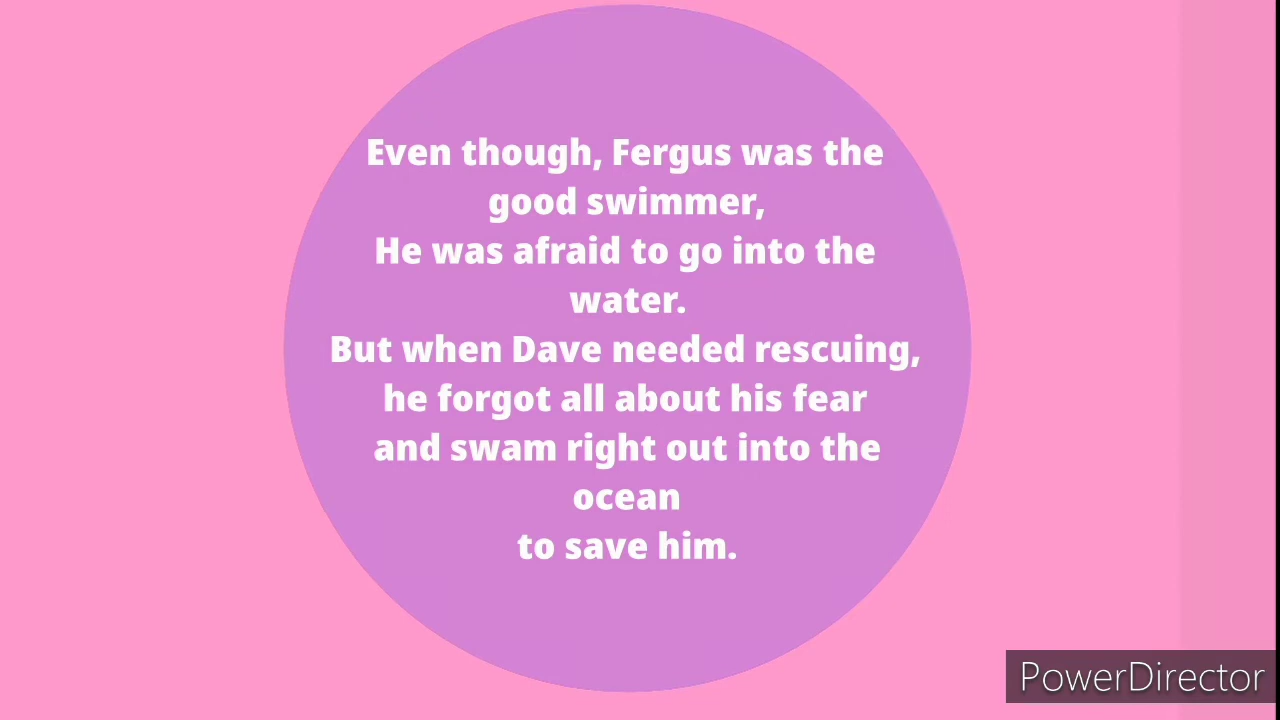 Even though, Fergus was the
good swimmer,
He was afraid to go into the
water.
But when Dave needed rescuing,
he forgot all about his fear
and swam right out into the
ocean
to save him.
PowerDirector